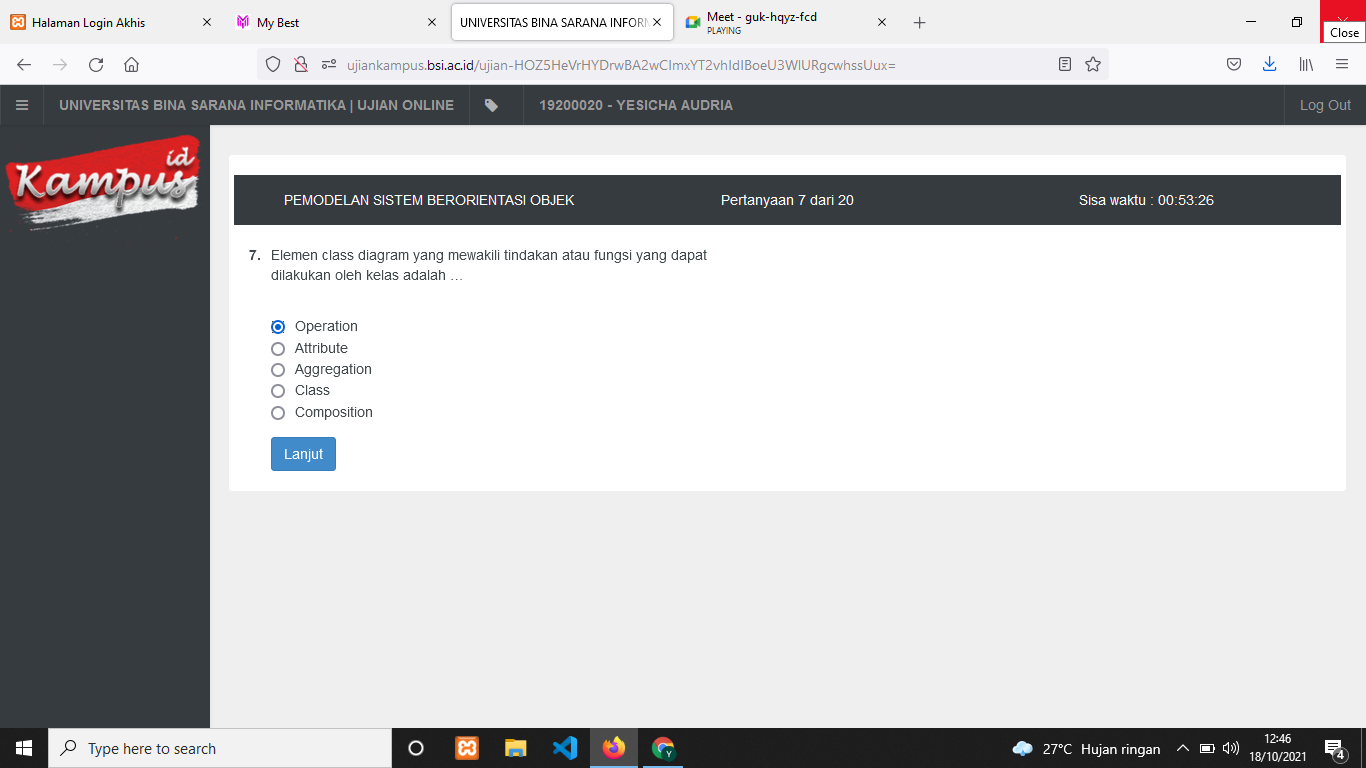 Halaman Login Akhis
My Best
UNIVERSITAS BINA SARANA INFOR
Meet - guk-hqyz-fcd
PLAYING
Close
ujiankampus.bsi.ac.id/ujian-HOZ5HeVrHYDrwBA2wCImxYT2vhIdIBoeU3WlURgcwhssUux=
UNIVERSITAS BINA SARANA INFORMATIKA | UJIAN ONLINE
19200020 - YESICHA AUDRIA
Log Out
Kampus id
PEMODELAN SISTEM BERORIENTASI OBJEK
Pertanyaan 7 dari 20
Sisa waktu : 00:53:26
7. Elemen class diagram yang mewakili tindakan atau fungsi yang dapat
dilakukan oleh kelas adalah …
Operation
Attribute
Aggregation
Class
Composition
Lanjut
Type here to search
27°C Hujan ringan
12:46
18/10/2021
4